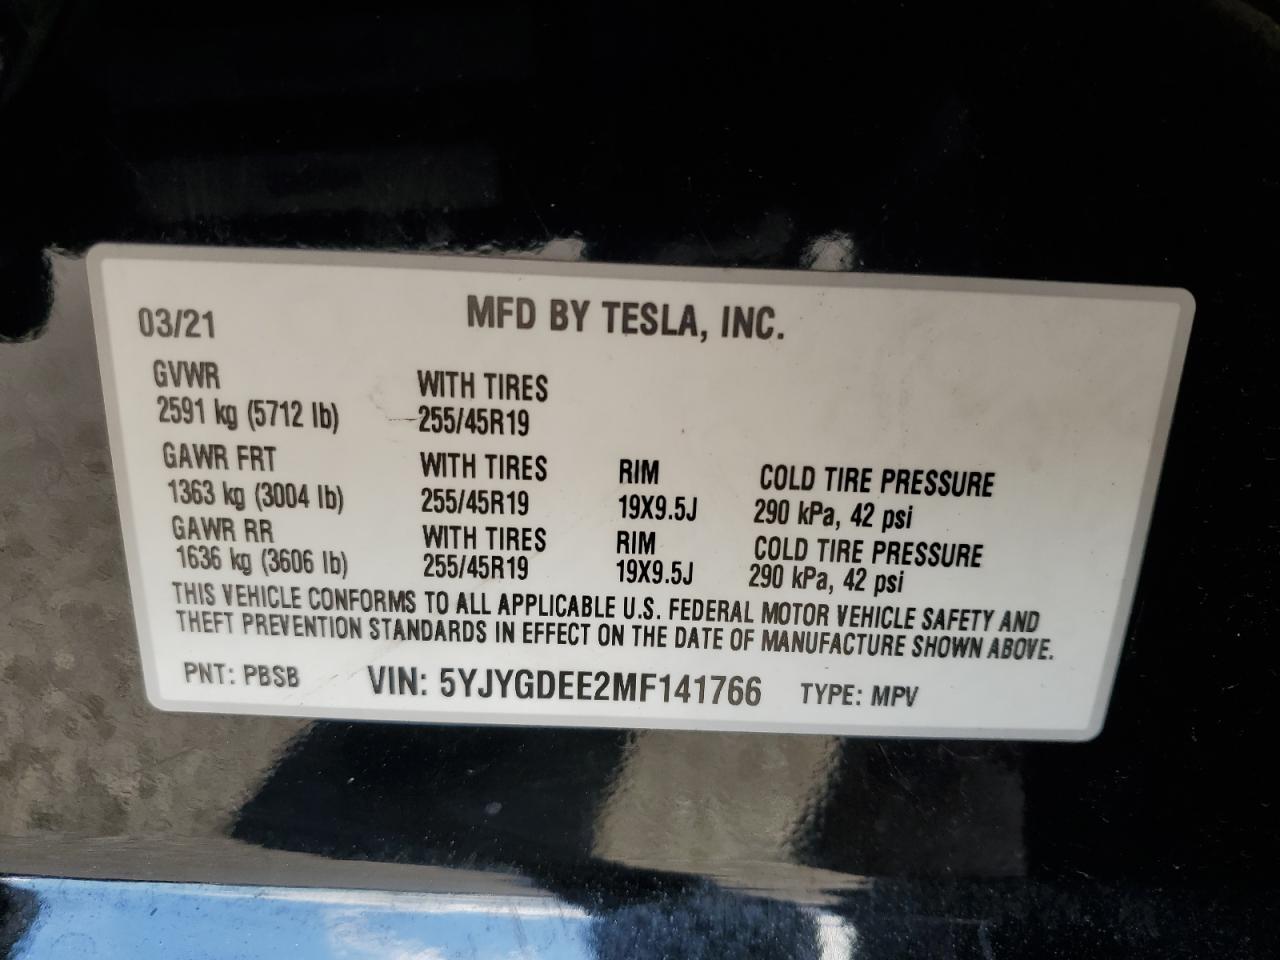 03/21 MFD BY TESLA, INC.
GVWR WITH TIRES
2591 kg (5712 lb) 255/45R19
GAWR FRT WITH TIRES RIM COLD TIRE PRESSURE
1363 kg (3004 lb) 255/45R19 19X9.5J 290 kPa, 42 psi
GAWR RR WITH TIRES RIM COLD TIRE PRESSURE
1636 kg (3606 lb) 255/45R19 19X9.5J 290 kPa, 42 psi
THIS VEHICLE CONFORMS TO ALL APPLICABLE U.S. FEDERAL MOTOR VEHICLE SAFETY AND
THEFT PREVENTION STANDARDS IN EFFECT ON THE DATE OF MANUFACTURE SHOWN ABOVE.
PNT: PBSB VIN: 5YJYGDEE2MF141766 TYPE: MPV